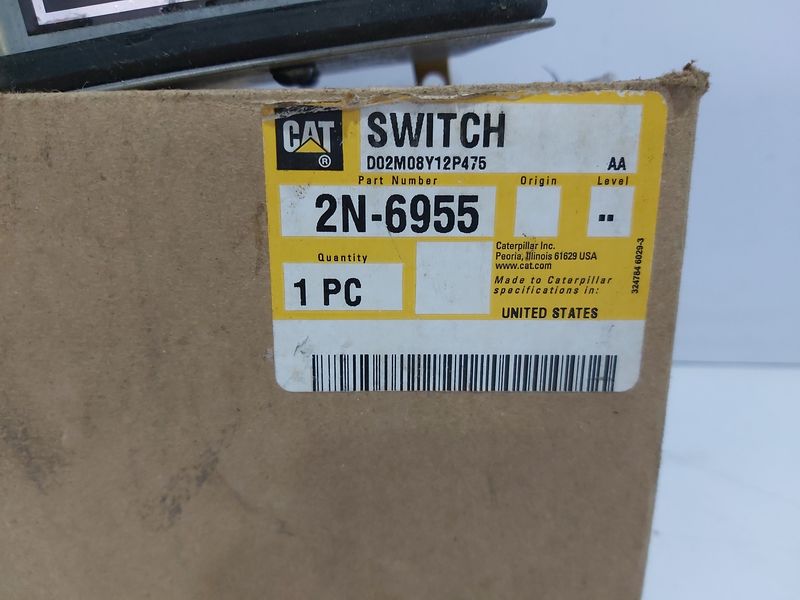 CAT
®
SWITCH
D02M08Y12P475 AA
Part Number Origin Level
2N-6955 --
Quantity
1 PC
Caterpillar Inc.
Peoria, Illinois 61629 USA
www.cat.com
Made to Caterpillar
specifications in:
UNITED STATES
324784 6029-3